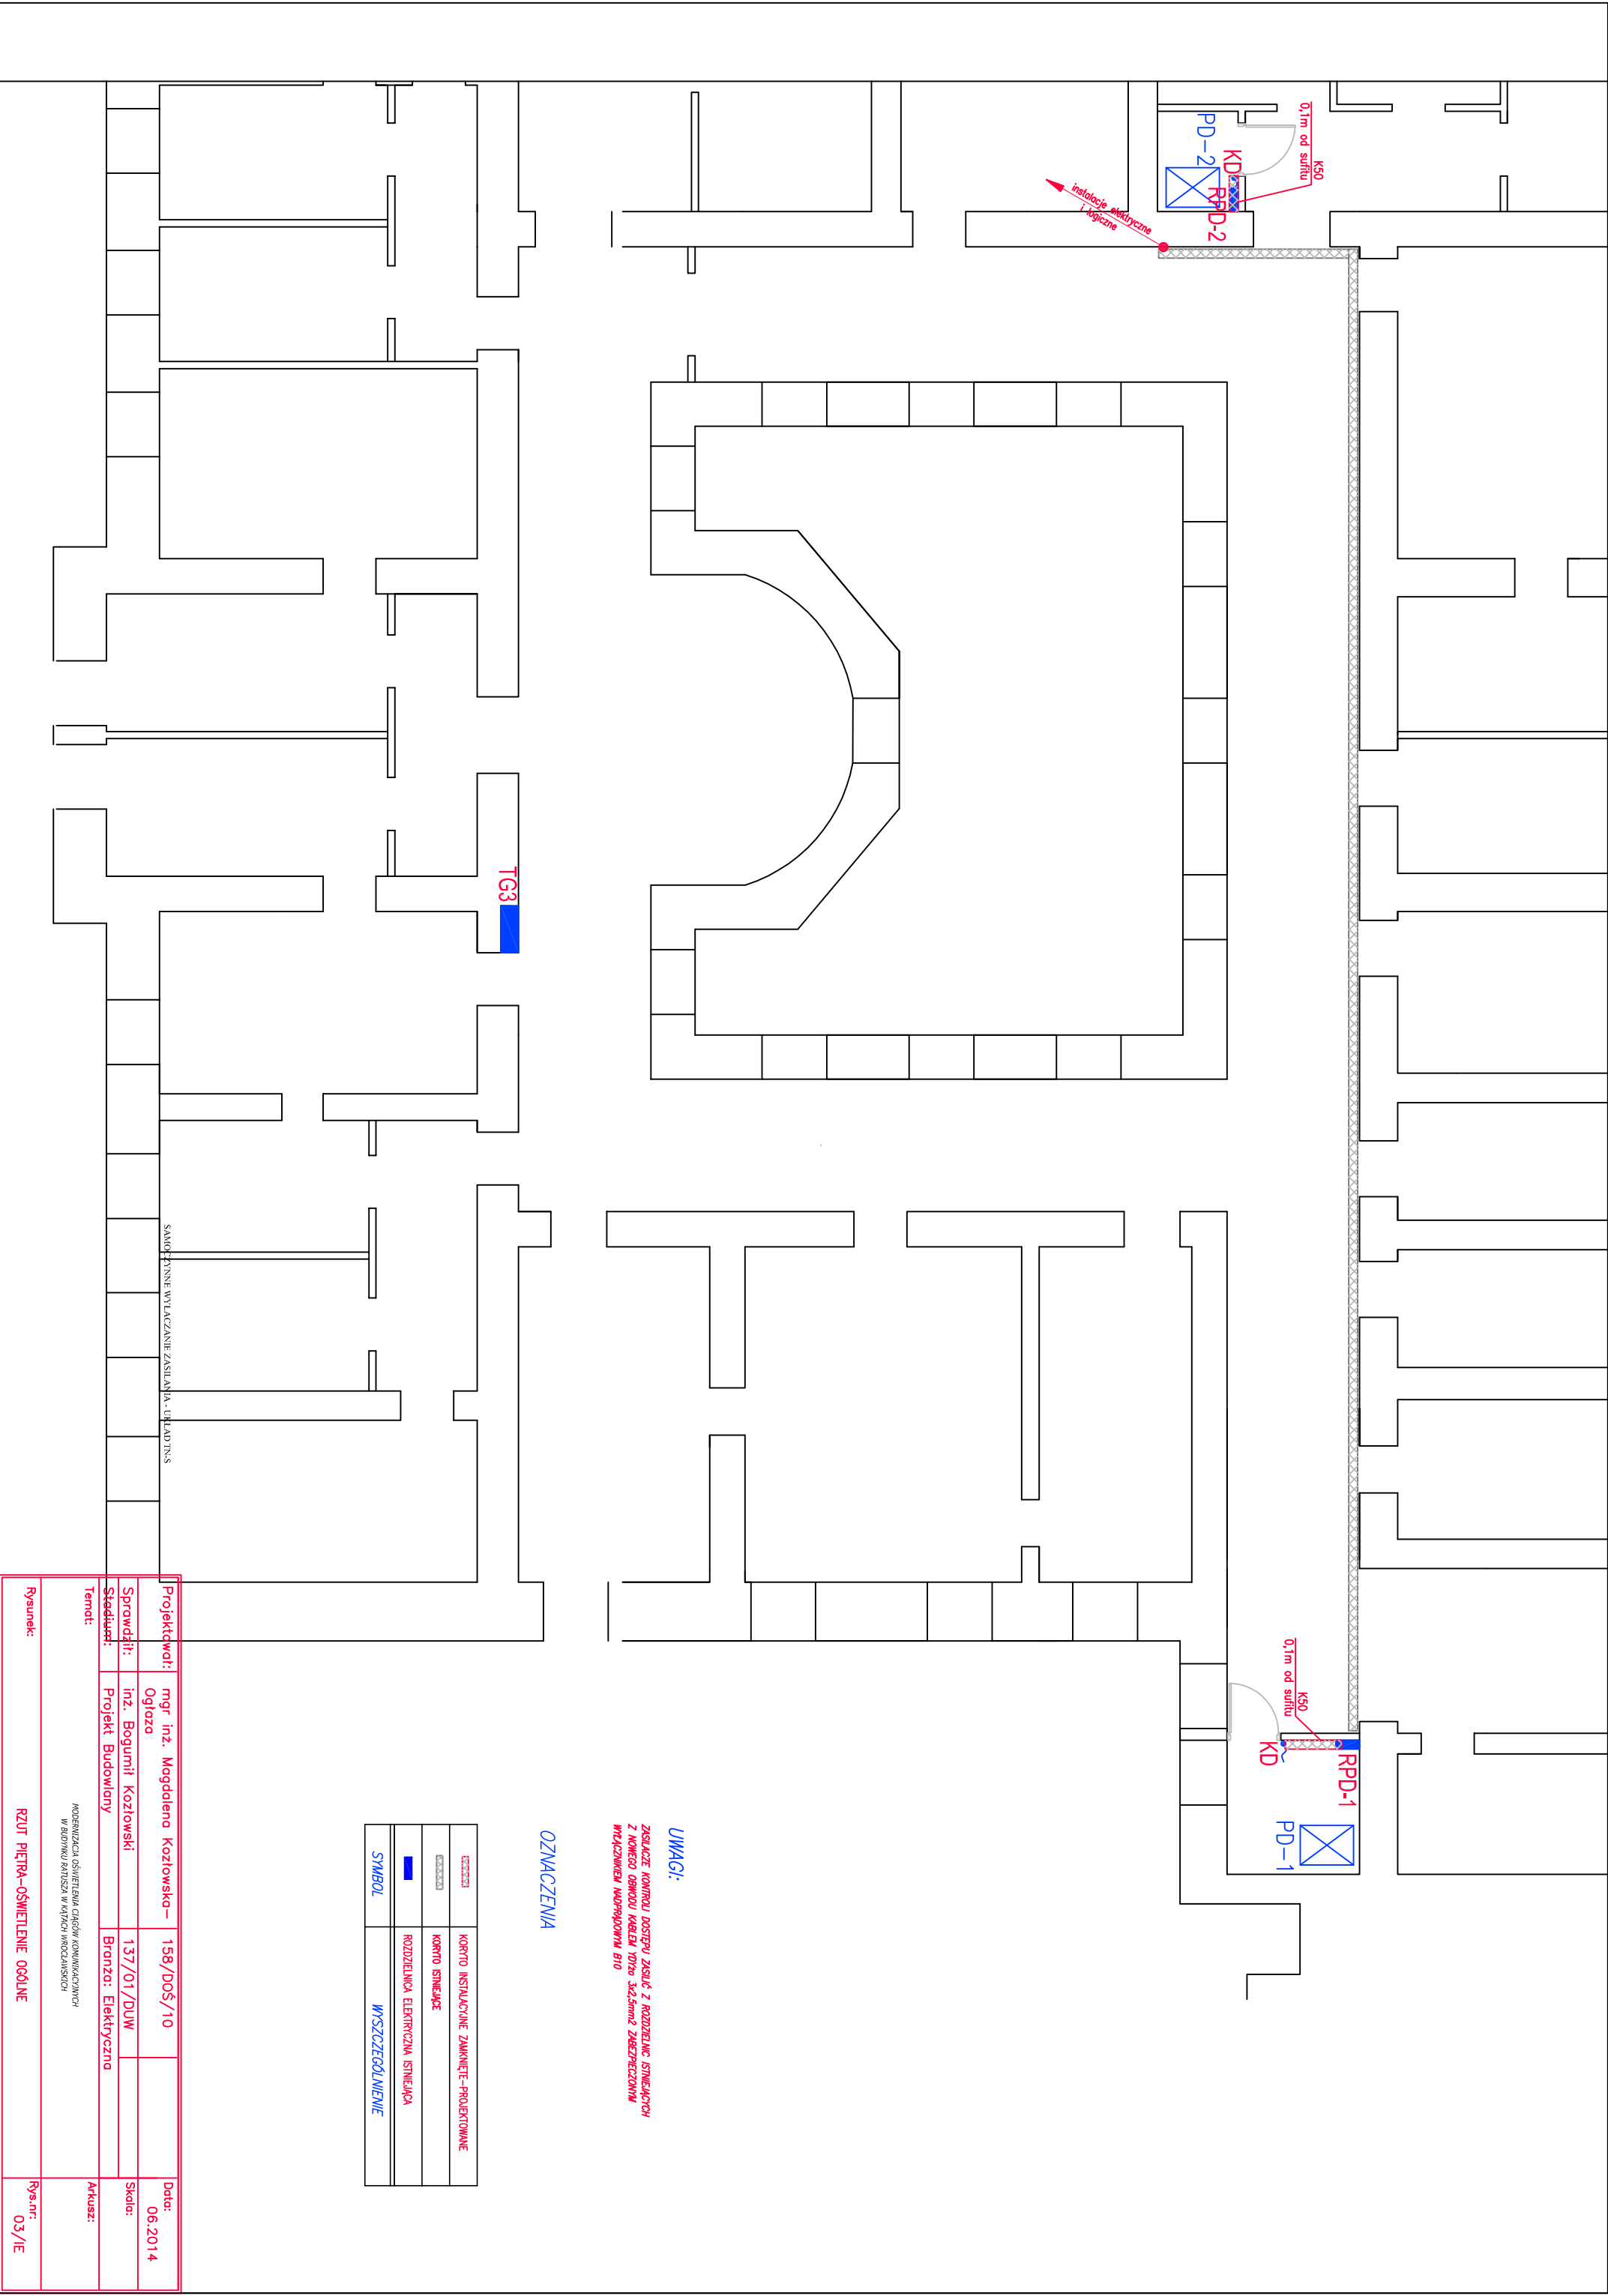 K50
0,1m od sufitu
PD-2
KD
RPD-2
instalacje elektryczne
i logiczne
TG3
K50
0,1m od sufitu
RPD-1
KD
PD-1
UWAGI:
ZASILACZE KONTROLI DOSTĘPU ZASILIĆ Z ROZDZIELNIC ISTNIEJĄCYCH
Z NOWEGO OBWODU KABLEM YDYżo 3x2,5mm2 ZABEZPIECZONYM
WYŁĄCZNIKIEM NADPRĄDOWYM B10
OZNACZENIA
KORYTO INSTALACYJNE ZAMKNIĘTE-PROJEKTOWANE
KORYTO ISTNIEJĄCE
ROZDZIELNICA ELEKTRYCZNA ISTNIEJĄCA
SYMBOL WYSZCZEGÓLNIENIE
SAMOCZYNNE WYŁACZANIE ZASILANIA - UKŁAD TN-S
Projektował: mgr inż. Magdalena Kozłowska-
Ogłaza
158/DOŚ/10
Data:
06.2014
Sprawdził: inż. Bogumił Kozłowski 137/01/DUW
Skala:
Stadium: Projekt Budowlany Branża: Elektryczna
Temat:
MODERNIZACJA OŚWIETLENIA CIĄGÓW KOMUNIKACYJNYCH
W BUDYNKU RATUSZA W KĄTACH WROCŁAWSKICH
Arkusz:
Rysunek:
RZUT PIĘTRA-OŚWIETLENIE OGÓLNE
Rys.nr:
03/IE